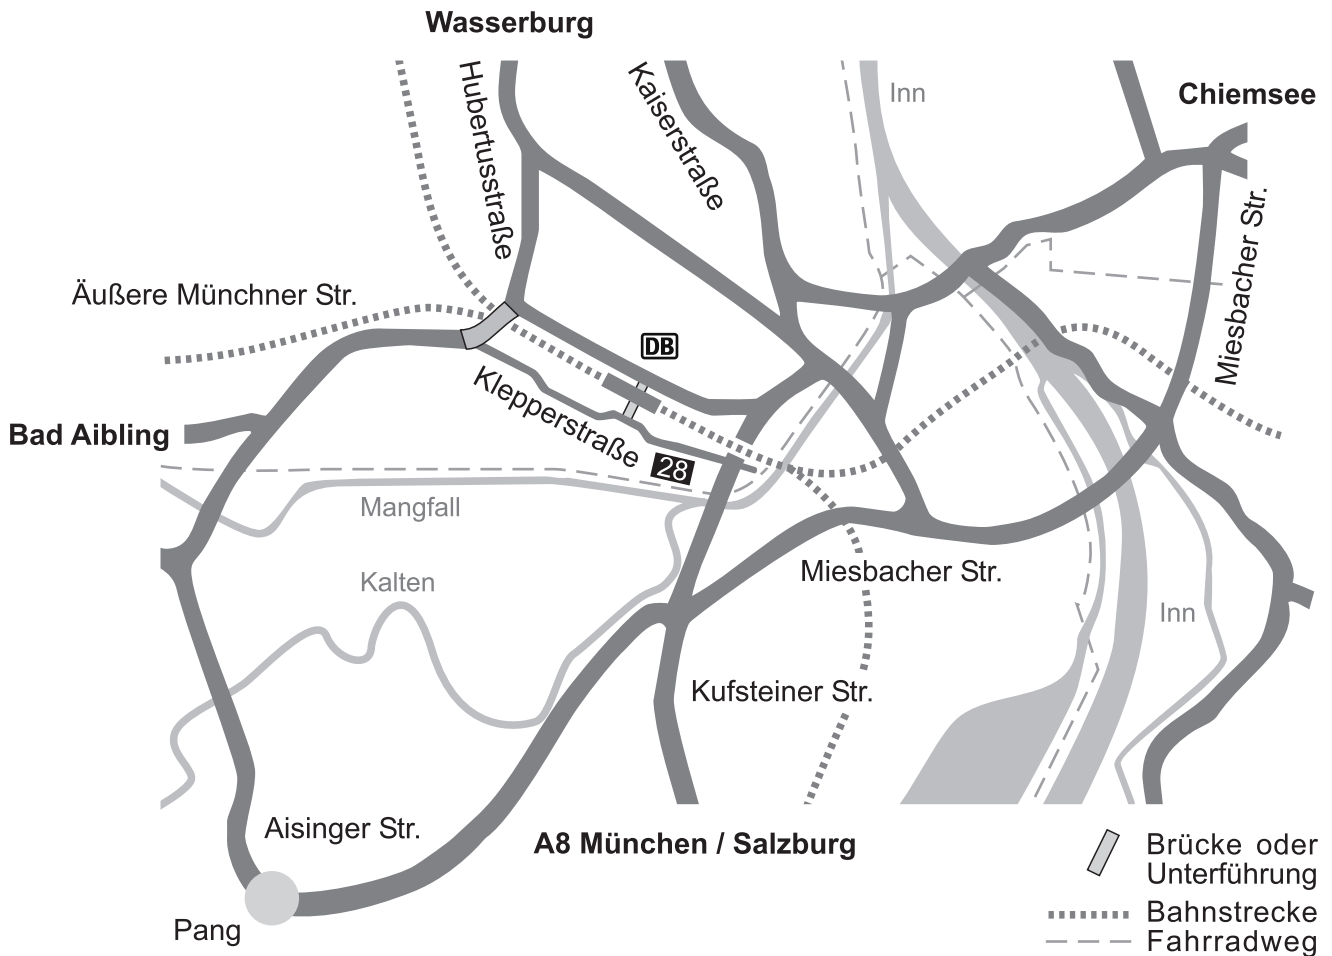 Wasserburg
Hubertusstraße
Kaiserstraße
Inn
Chiemsee
Miesbacher Str.
Äußere Münchner Str.
DB
Klepperstraße
28
Bad Aibling
Mangfall
Kalten
Miesbacher Str.
Inn
Kufsteiner Str.
Aisinger Str.
A8 München / Salzburg
Pang
Brücke oder
Unterführung
Bahnstrecke
Fahrradweg